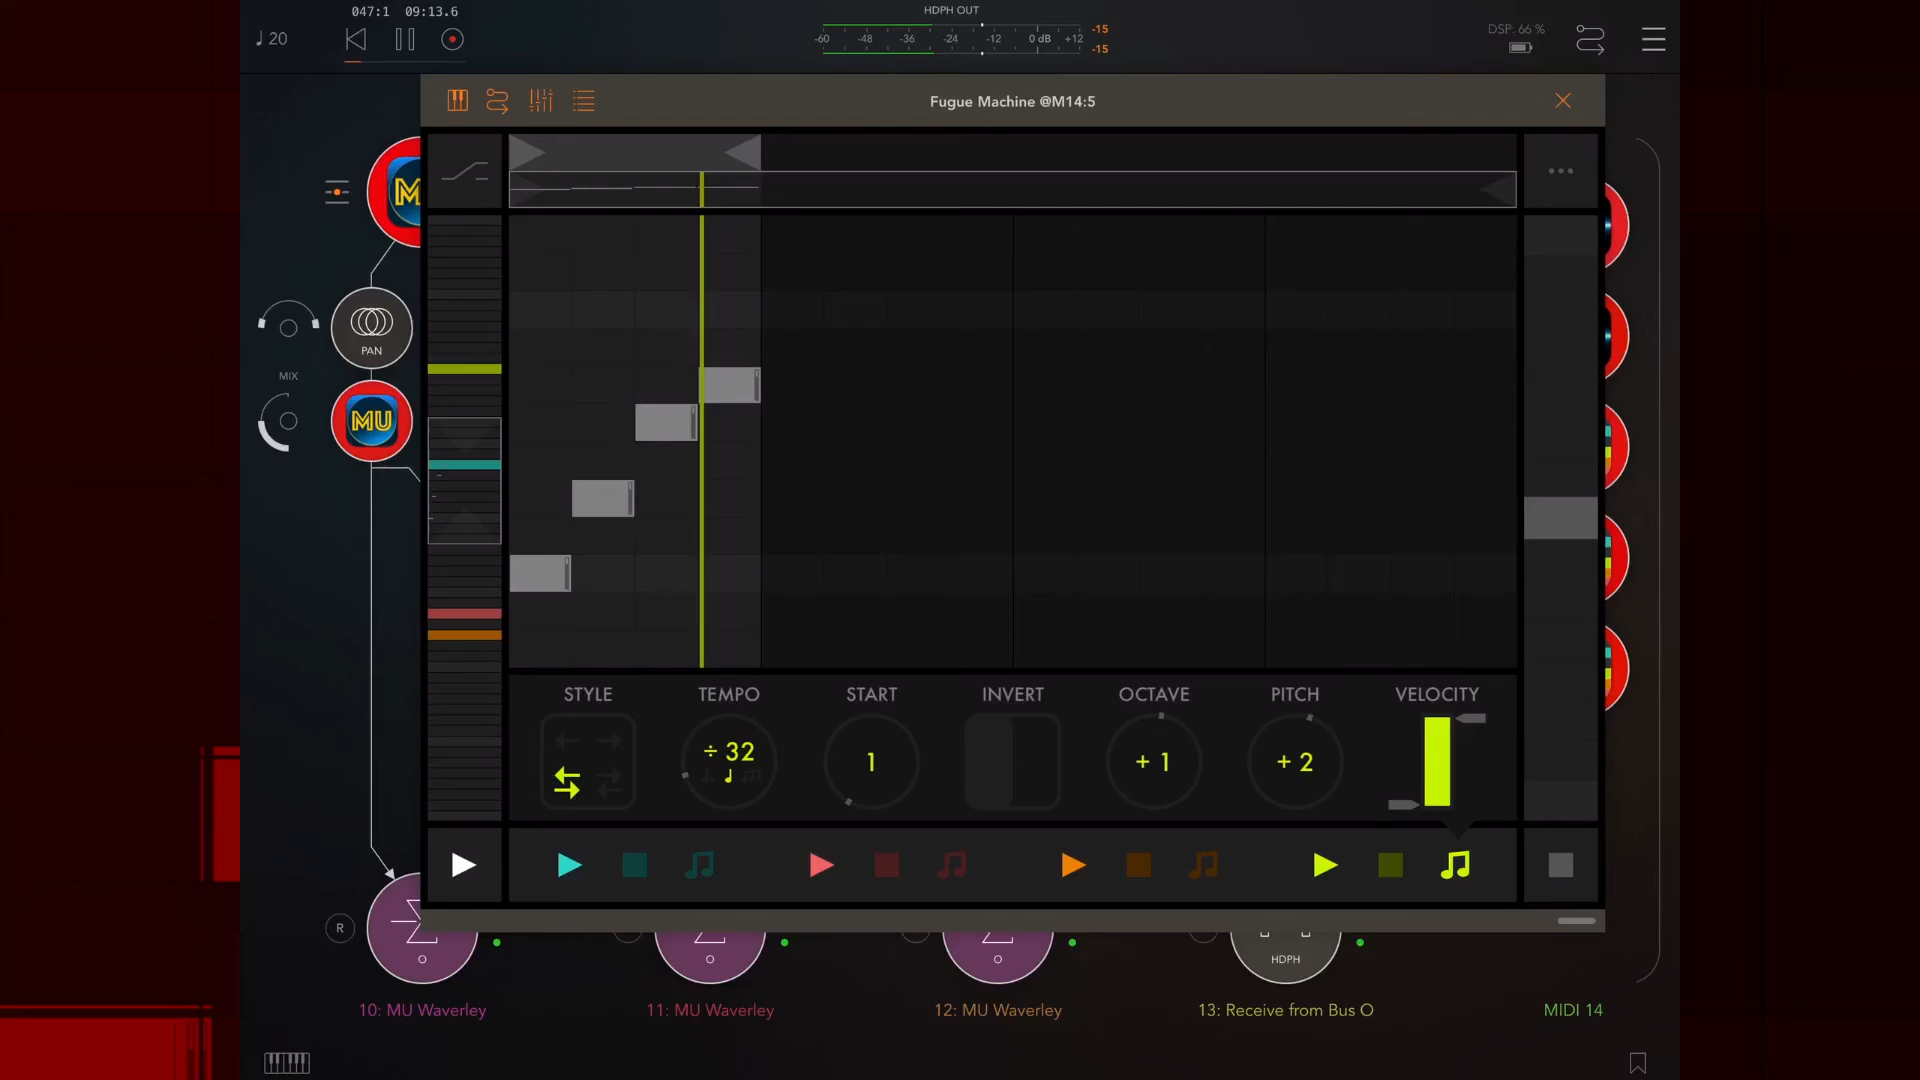 047:1 09:13.6
HDPH OUT
♩ 20
-60 -48 -36 -24 -12 0 dB +12
-15
-15
DSP: 66 %
Fugue Machine @M14:5
PAN
MIX
MU
STYLE TEMPO START INVERT OCTAVE PITCH VELOCITY
÷ 32
1
+ 1
+ 2
R
O
O
O
HDPH
10: MU Waverley
11: MU Waverley
12: MU Waverley
13: Receive from Bus O
MIDI 14